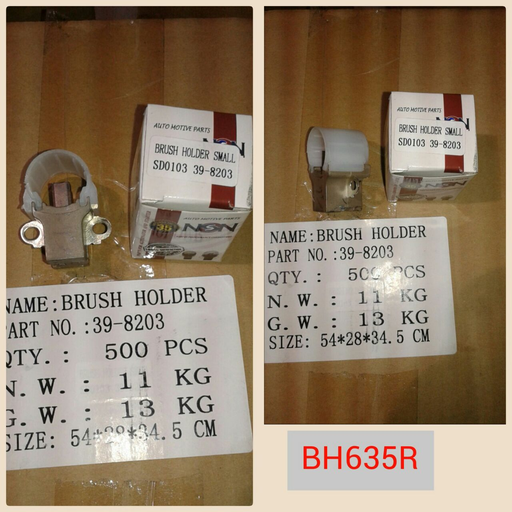 AUTO MOTIVE PARTS
BRUSH HOLDER SMALL
SD0103 39-8203
NGN
NAME:BRUSH HOLDER
PART NO.:39-8203
QTY.: 500 PCS
N. W. : 11 KG
G. W. : 13 KG
SIZE: 54*28*34.5 CM
AUTO MOTIVE PARTS
BRUSH HOLDER SMALL
SD0103 39-8203
NGN
NAME:BRUSH HOLDER
PART NO.:39-8203
QTY. : 500 PCS
N. W. : 11 KG
G. W. : 13 KG
SIZE: 54*28*34.5 CM
BH635R